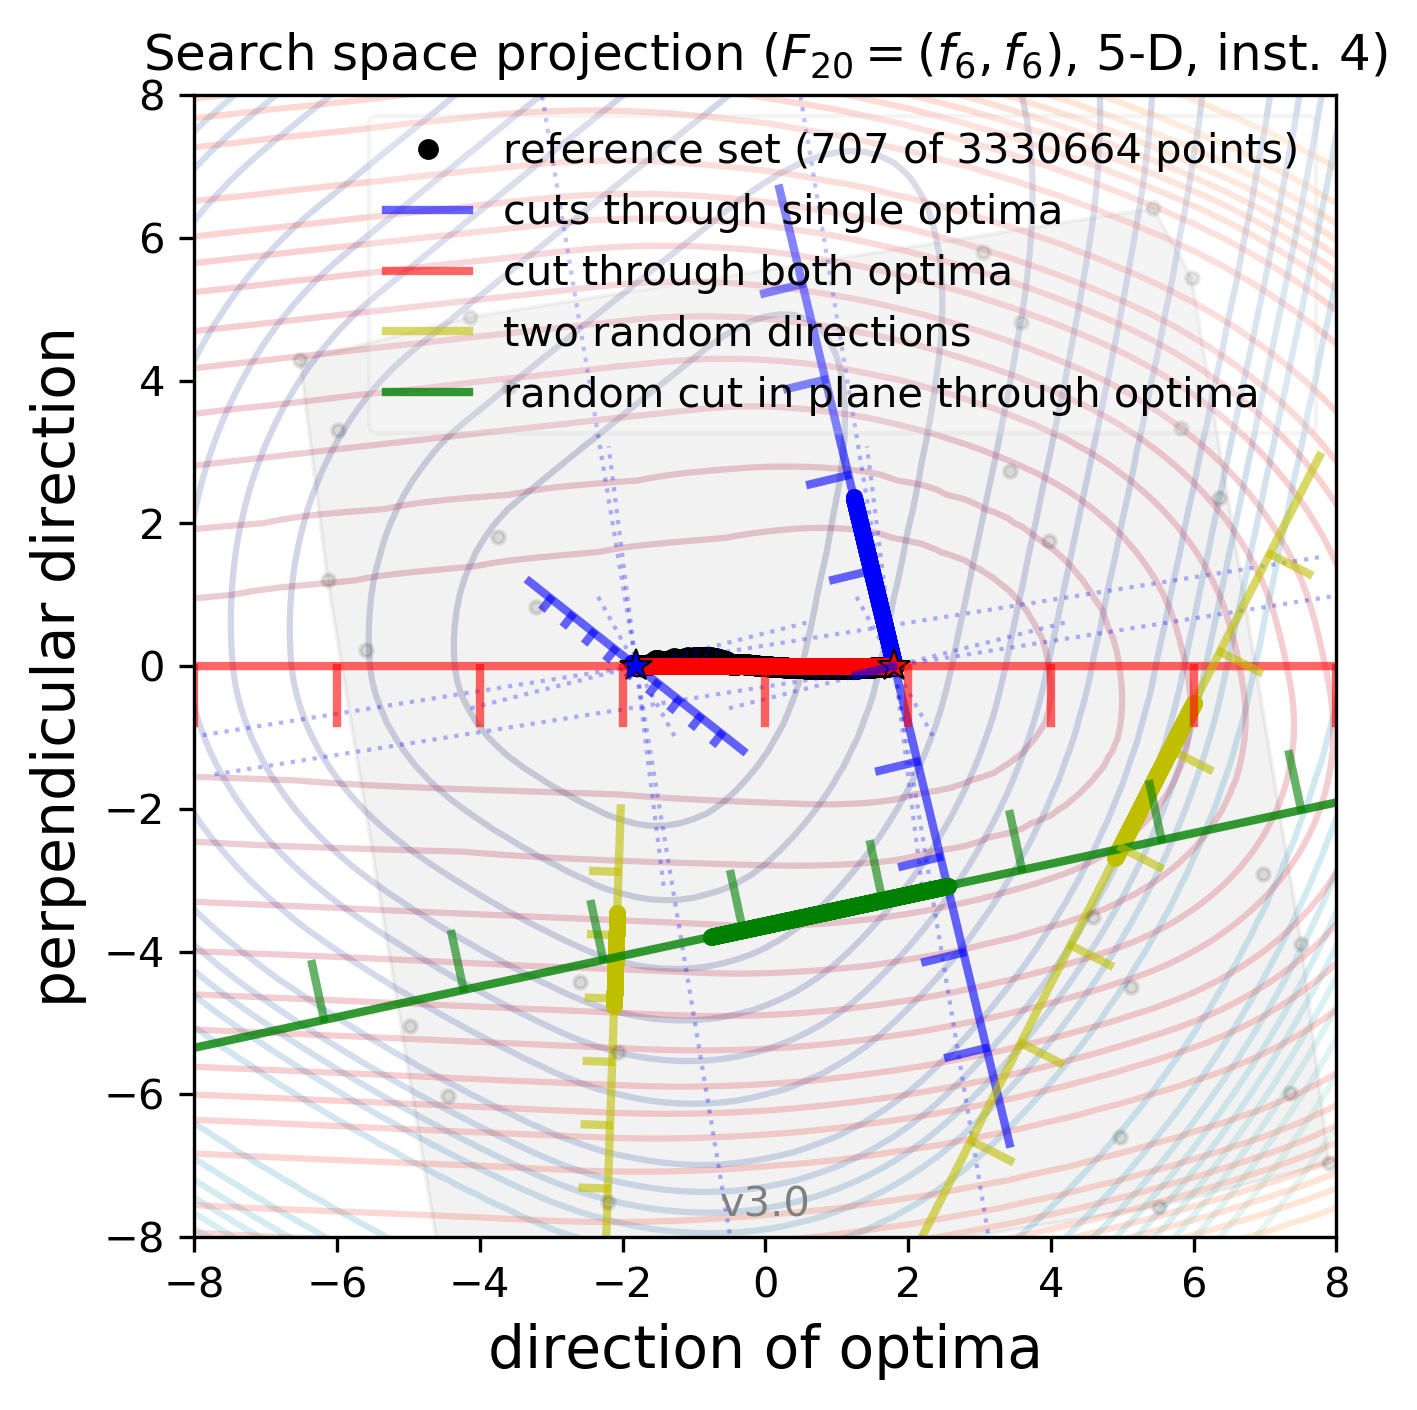 Search space projection (F₂₀ = (f₆, f₆), 5-D, inst. 4)
8
6
4
2
0
−2
−4
−6
−8
perpendicular direction
reference set (707 of 3330664 points)
cuts through single optima
cut through both optima
two random directions
random cut in plane through optima
v3.0
−8 −6 −4 −2 0 2 4 6 8
direction of optima